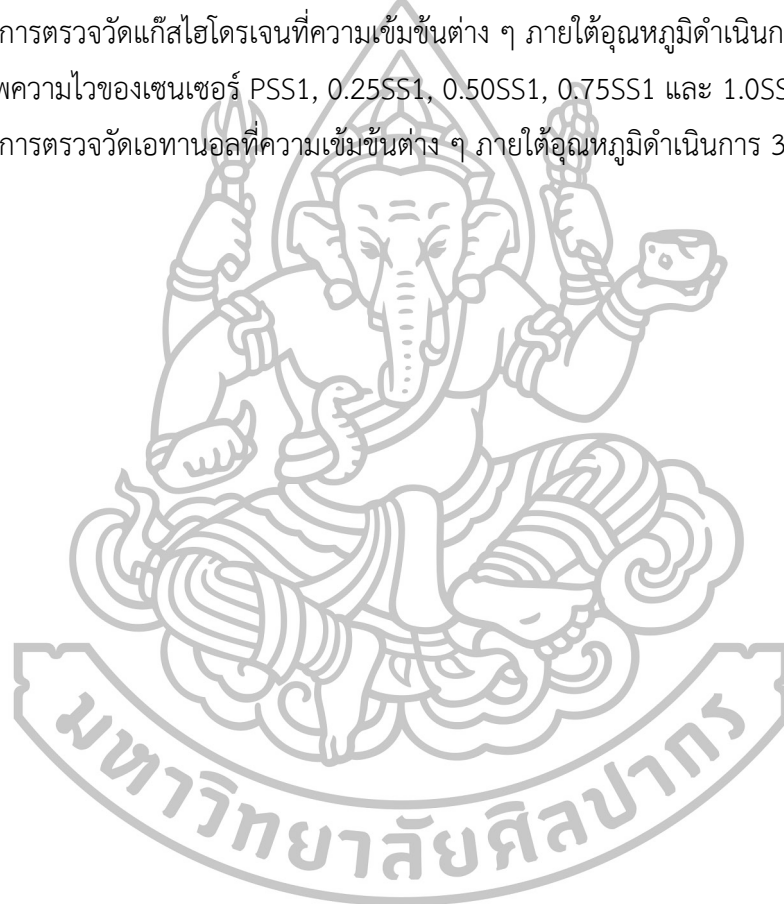 การตรวจวัดแก๊สไฮโดรเจนที่ความเข้มข้นต่าง ๆ ภายใต้อุณหภูมิดำเนินก
ความไวของเซนเซอร์ PSS1, 0.25SS1, 0.50SS1, 0.75SS1 และ 1.0SS
การตรวจวัดเอทานอลที่ความเข้มข้นต่าง ๆ ภายใต้อุณหภูมิดำเนินการ 3
มหาวิทยาลัยศิลปากร